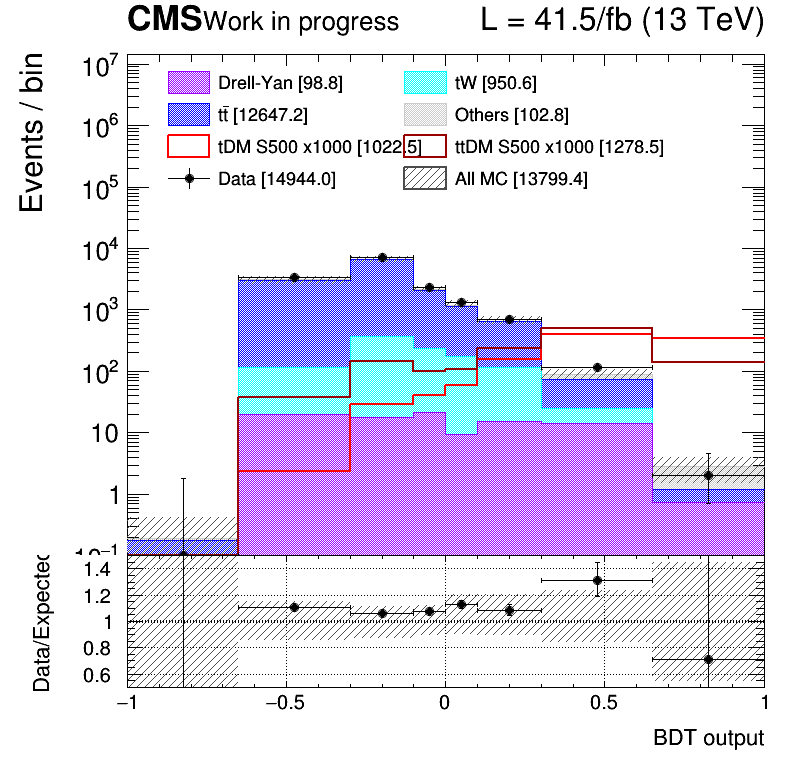 CMS Work in progress L = 41.5/fb (13 TeV)
Events / bin
10⁷
10⁶
10⁵
10⁴
10³
10²
10
1
10⁻¹
Drell-Yan [98.8] tW [950.6]
tt̄ [12647.2] Others [102.8]
tDM S500 x1000 [1022.5] ttDM S500 x1000 [1278.5]
Data [14944.0] All MC [13799.4]
Data/Expected
1.4
1.2
1
0.8
0.6
−1 −0.5 0 0.5 1
BDT output